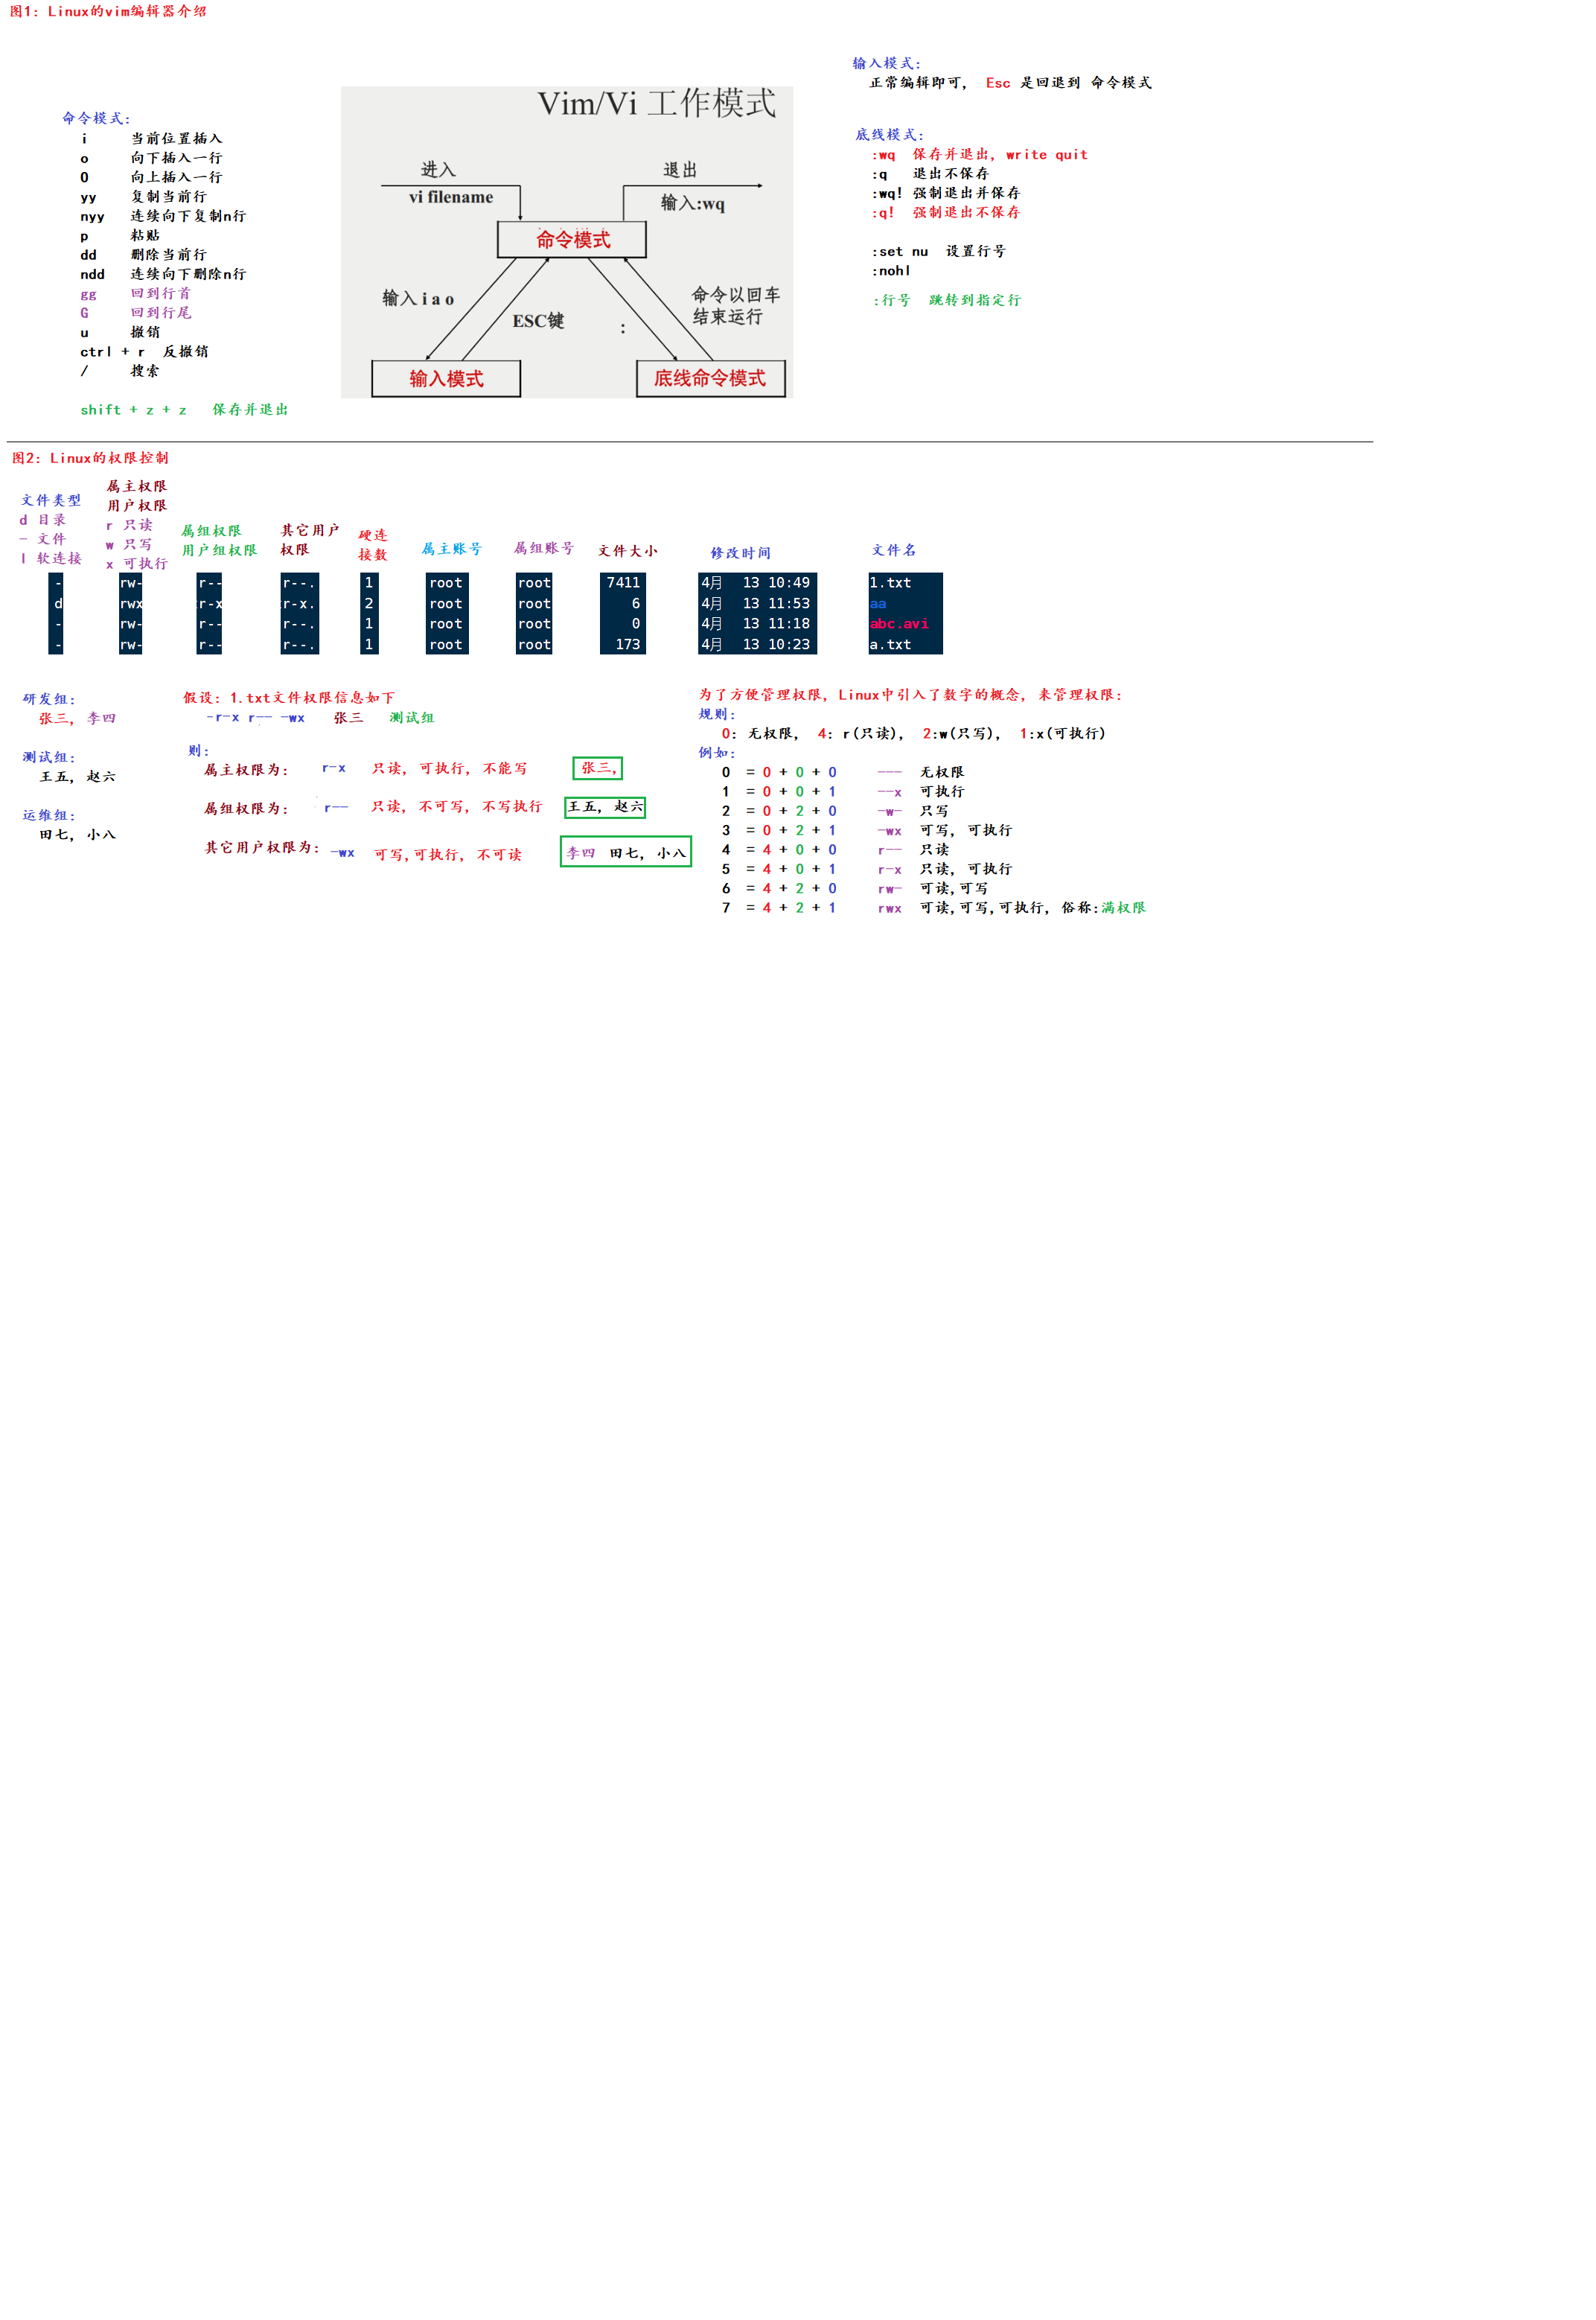 图1: Linux的vim编辑器介绍
命令模式:
i 当前位置插入
o 向下插入一行
O 向上插入一行
yy 复制当前行
nyy 连续向下复制n行
p 粘贴
dd 删除当前行
ndd 连续向下删除n行
gg 回到行首
G 回到行尾
u 撤销
ctrl + r 反撤销
/ 搜索
shift + z + z 保存并退出
Vim/Vi 工作模式
进入
vi filename
退出
输入:wq
命令模式
输入 i a o
ESC键
:
命令以回车
结束运行
输入模式
底线命令模式
输入模式:
正常编辑即可, Esc 是回退到 命令模式
底线模式:
:wq 保存并退出, write quit
:q 退出不保存
:wq! 强制退出并保存
:q! 强制退出不保存
:set nu 设置行号
:nohl
:行号 跳转到指定行
图2: Linux的权限控制
文件类型
d 目录
- 文件
l 软连接
属主权限
用户权限
r 只读
w 只写
x 可执行
属组权限
用户组权限
其它用户
权限
硬连
接数
属主账号
属组账号
文件大小
修改时间
文件名
- rw- r-- r--. 1 root root 7411 4月 13 10:49 1.txt
d rwx r-x r-x. 2 root root 6 4月 13 11:53 aa
- rw- r-- r--. 1 root root 0 4月 13 11:18 abc.avi
- rw- r-- r--. 1 root root 173 4月 13 10:23 a.txt
研发组:
张三, 李四
测试组:
王五, 赵六
运维组:
田七, 小八
假设: 1.txt文件权限信息如下
-r-x r-- -wx 张三 测试组
则:
属主权限为: r-x 只读, 可执行, 不能写 张三,
属组权限为: r-- 只读, 不可写, 不写执行 王五, 赵六
其它用户权限为: -wx 可写,可执行, 不可读 李四 田七, 小八
为了方便管理权限, Linux中引入了数字的概念, 来管理权限:
规则:
0: 无权限, 4: r(只读), 2:w(只写), 1:x(可执行)
例如:
0 = 0 + 0 + 0 --- 无权限
1 = 0 + 0 + 1 --x 可执行
2 = 0 + 2 + 0 -w- 只写
3 = 0 + 2 + 1 -wx 可写, 可执行
4 = 4 + 0 + 0 r-- 只读
5 = 4 + 0 + 1 r-x 只读, 可执行
6 = 4 + 2 + 0 rw- 可读,可写
7 = 4 + 2 + 1 rwx 可读,可写,可执行, 俗称:满权限